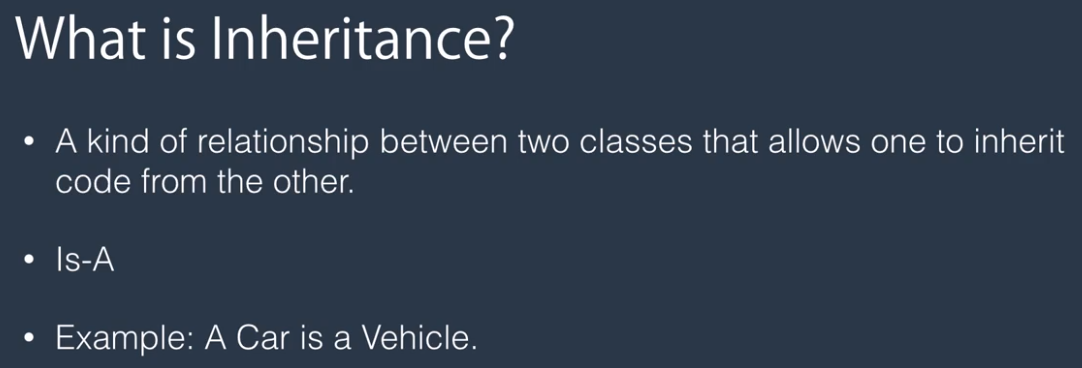 What is Inheritance?
• A kind of relationship between two classes that allows one to inherit
code from the other.
• Is-A
• Example: A Car is a Vehicle.